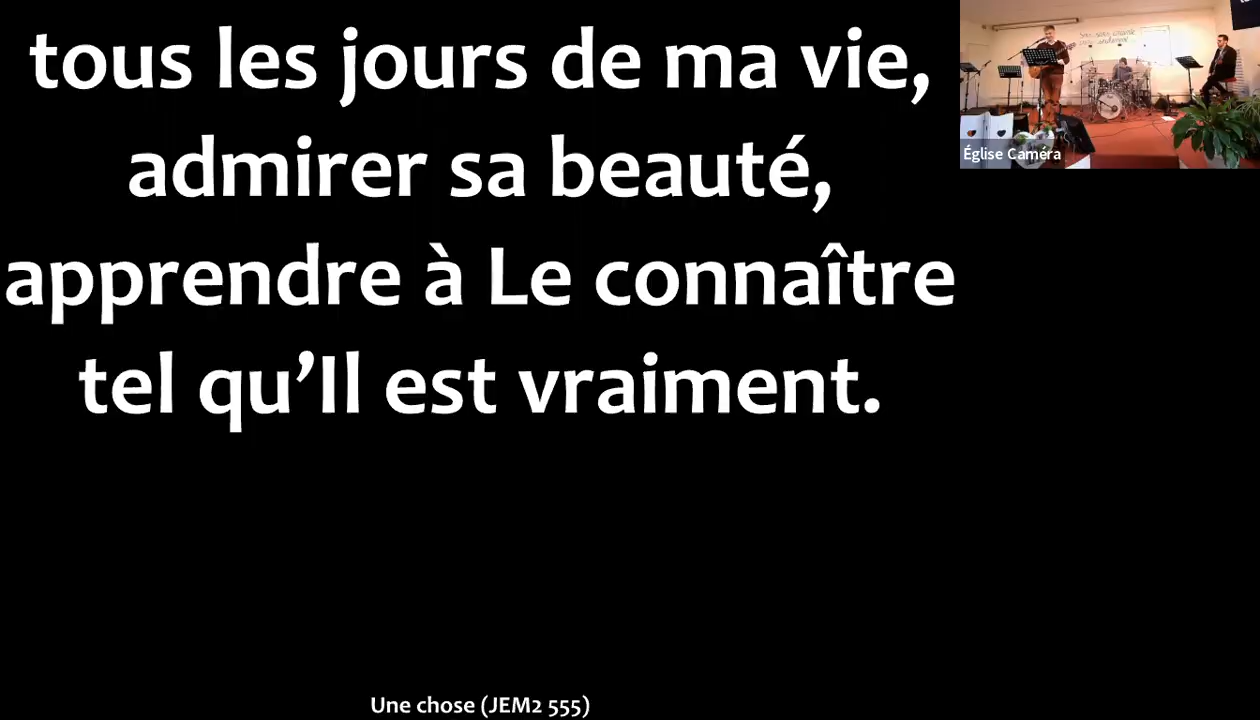 tous les jours de ma vie,
admirer sa beauté,
apprendre à Le connaître
tel qu’Il est vraiment.
Une chose (JEM2 555)
Église Caméra